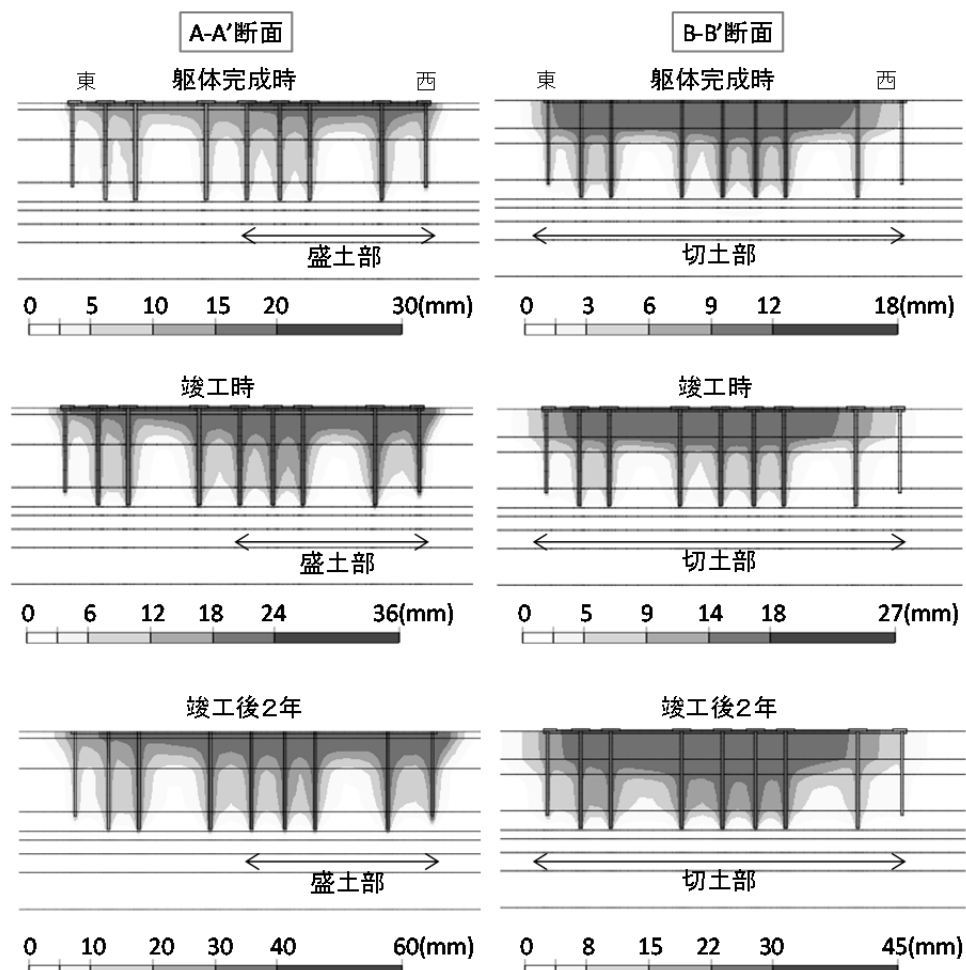 A-A’断面
東 躯体完成時 西
盛土部
0 5 10 15 20 30(mm)
竣工時
盛土部
0 6 12 18 24 36(mm)
竣工後２年
盛土部
0 10 20 30 40 60(mm)
B-B’断面
東 躯体完成時 西
切土部
0 3 6 9 12 18(mm)
竣工時
切土部
0 5 9 14 18 27(mm)
竣工後２年
切土部
0 8 15 22 30 45(mm)